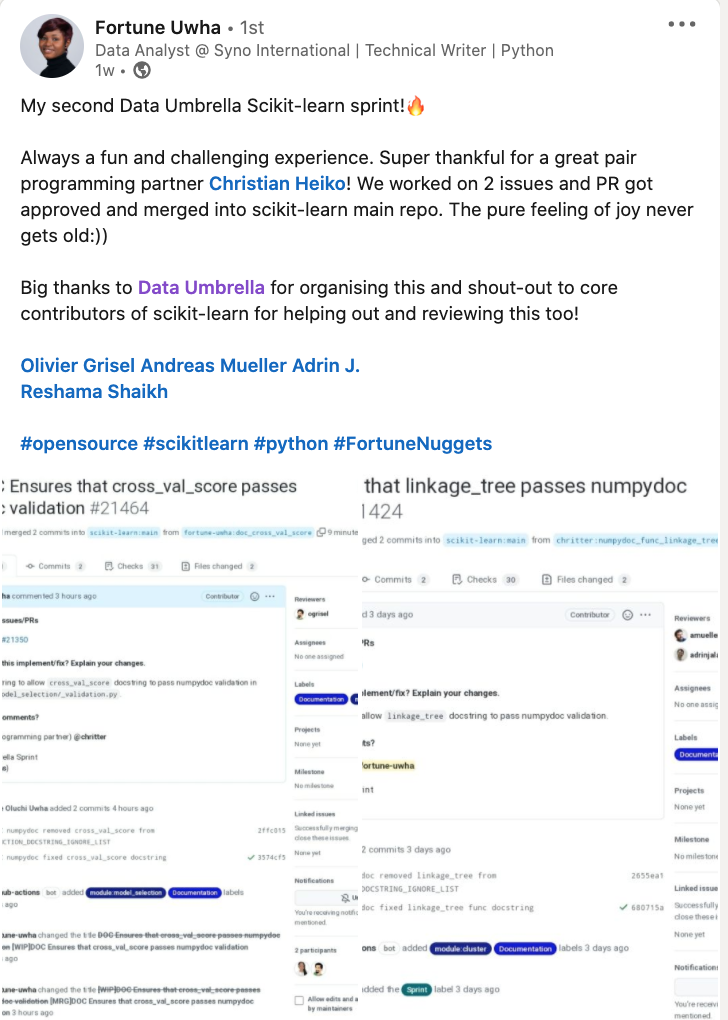 Fortune Uwha • 1st
Data Analyst @ Syno International | Technical Writer | Python
1w •
My second Data Umbrella Scikit-learn sprint!🔥
Always a fun and challenging experience. Super thankful for a great pair
programming partner Christian Heiko! We worked on 2 issues and PR got
approved and merged into scikit-learn main repo. The pure feeling of joy never
gets old:))
Big thanks to Data Umbrella for organising this and shout-out to core
contributors of scikit-learn for helping out and reviewing this too!
Olivier Grisel Andreas Mueller Adrin J.
Reshama Shaikh
#opensource #scikitlearn #python #FortuneNuggets
Ensures that cross_val_score passes
validation #21464
merged 2 commits into scikit-learn:main from fortune-uwha:doc_cross_val_score 9 minute
Commits 2 Checks 31 Files changed 2
commented 3 hours ago Contributor
Reviewers
ogrisel
ssues/PRs
#21350
Assignees
No one assigned
this implement/fix? Explain your changes.
ring to allow cross_val_score docstring to pass numpydoc validation in
odel_selection/_validation.py.
Labels
Documentation
omments?
ogramming partner) @chritter
Projects
None yet
ella Sprint
Milestone
No milestone
Oluchi Uwha added 2 commits 4 hours ago
Linked issues
Successfully merging
close these issues.
None yet
numpydoc removed cross_val_score from 2ffc015
CTION_DOCSTRING_IGNORE_LIST
numpydoc fixed cross_val_score docstring 3574cf5
Notifications
You're receiving notific
mentioned.
ub-actions bot added module:model_selection Documentation labels
ago
une-uwha changed the title DOC Ensures that cross_val_score passes numpydoc
on [WIP]DOC Ensures that cross_val_score passes numpydoc validation
ago
2 participants
une-uwha changed the title [WIP]DOC Ensures that cross_val_score passes
doc validation [MRG]DOC Ensures that cross_val_score passes numpydoc
on 3 hours ago
Allow edits and a
by maintainers
that linkage_tree passes numpydoc
1424
ged 2 commits into scikit-learn:main from chritter:numpydoc_func_linkage_tree
Commits 2 Checks 30 Files changed 2
d 3 days ago Contributor
Reviewers
amuelle
adrinjala
PRs
Assignees
No one assig
lement/fix? Explain your changes.
allow linkage_tree docstring to pass numpydoc validation.
Labels
Documenta
ts?
fortune-uwha
int
Projects
None yet
Milestone
No milestone
2 commits 3 days ago
doc removed linkage_tree from 2655ea1
DOCSTRING_IGNORE_LIST
doc fixed linkage_tree func docstring 680715a
Linked issue
Successfully
close these i
None yet
ons bot added module:cluster Documentation labels 3 days ago
Notification
added the Sprint label 3 days ago
You're receiv
mentioned.